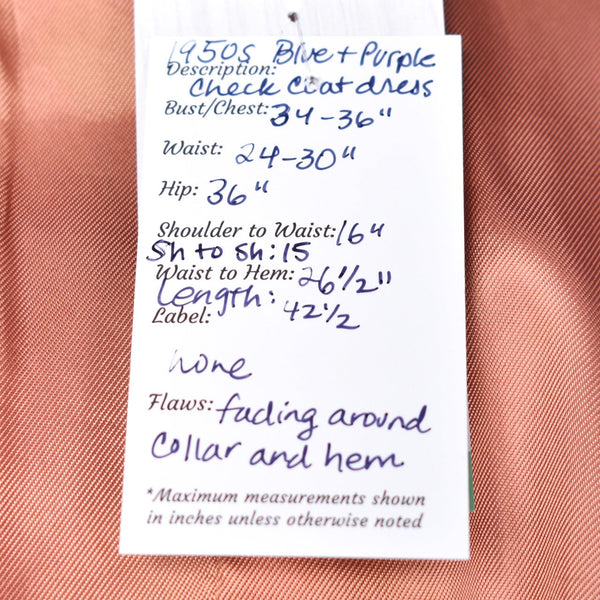 1950s Blue + Purple
Description:
check coat dress
Bust/Chest: 34-36"
Waist: 24-30"
Hip: 36"
Shoulder to Waist: 16"
Sh to sh: 15
Waist to Hem: 26 1/2"
Length: 42 1/2
Label:
none
Flaws: fading around
collar and hem
*Maximum measurements shown
in inches unless otherwise noted